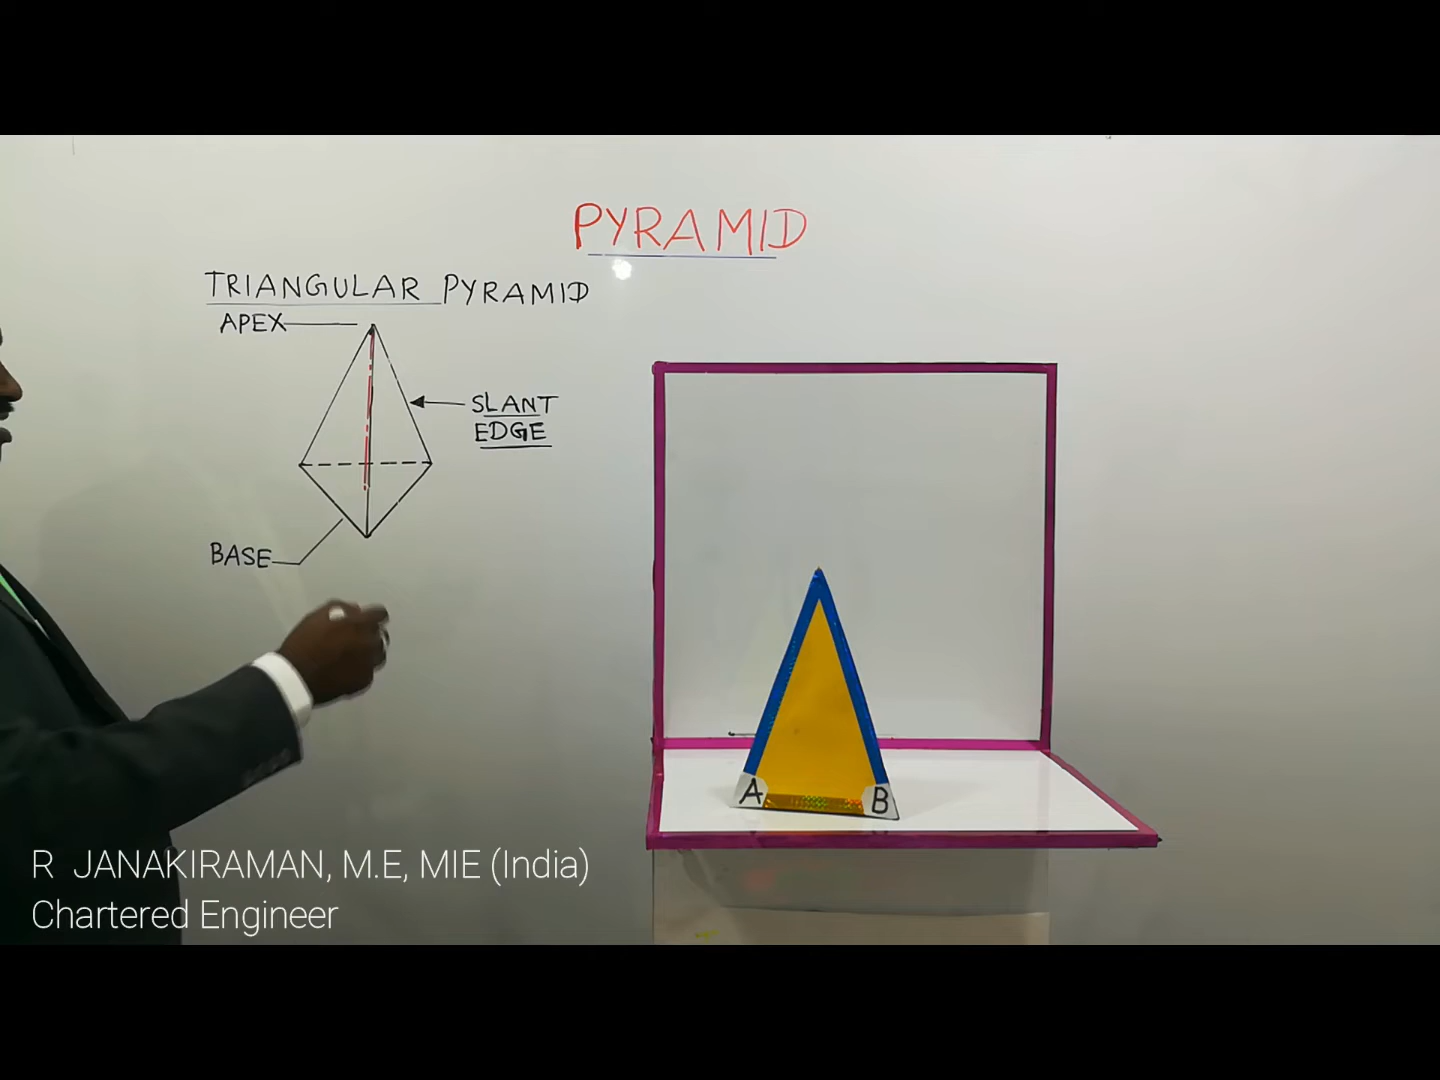 PYRAMID
TRIANGULAR PYRAMID
APEX
SLANT
EDGE
BASE
A
B
R JANAKIRAMAN, M.E, MIE (India)
Chartered Engineer